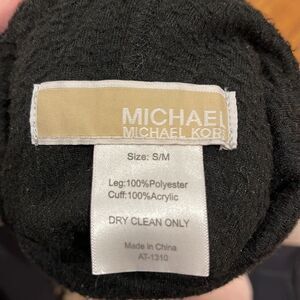 MICHAEL
MICHAEL KOR
Size: S/M
Leg:100%Polyester
Cuff:100%Acrylic
DRY CLEAN ONLY
Made in China
AT-1310